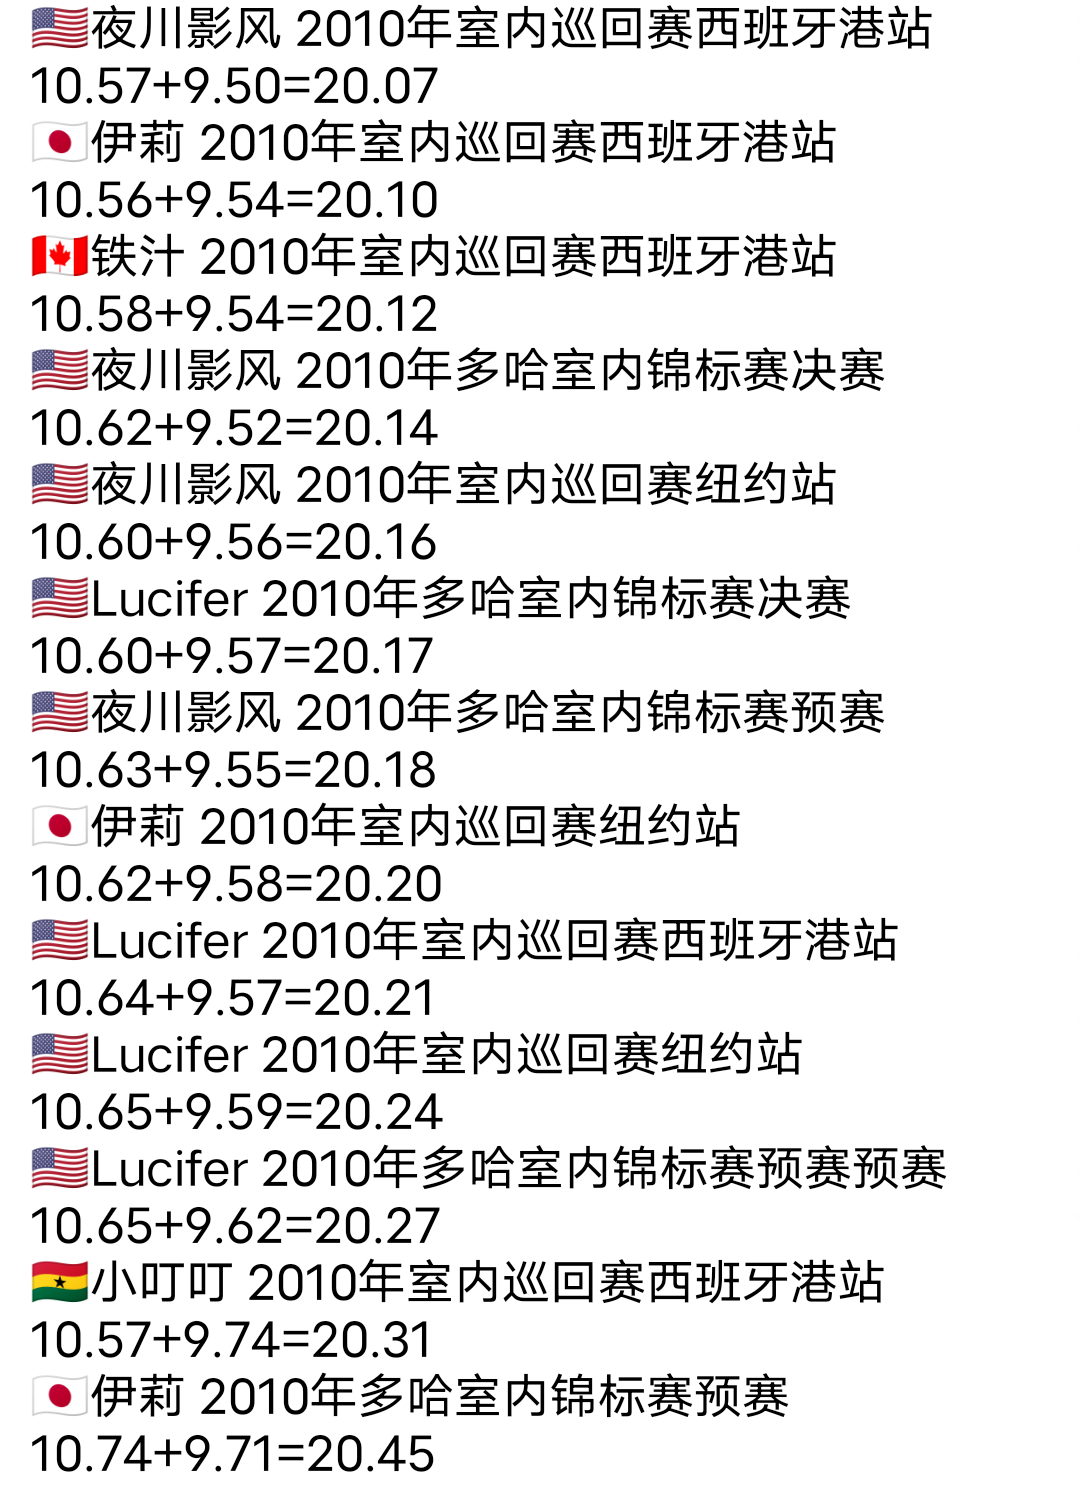 🇺🇸夜川影风 2010年室内巡回赛西班牙港站
10.57+9.50=20.07
🇯🇵伊莉 2010年室内巡回赛西班牙港站
10.56+9.54=20.10
🇨🇦铁汁 2010年室内巡回赛西班牙港站
10.58+9.54=20.12
🇺🇸夜川影风 2010年多哈室内锦标赛决赛
10.62+9.52=20.14
🇺🇸夜川影风 2010年室内巡回赛纽约站
10.60+9.56=20.16
🇺🇸Lucifer 2010年多哈室内锦标赛决赛
10.60+9.57=20.17
🇺🇸夜川影风 2010年多哈室内锦标赛预赛
10.63+9.55=20.18
🇯🇵伊莉 2010年室内巡回赛纽约站
10.62+9.58=20.20
🇺🇸Lucifer 2010年室内巡回赛西班牙港站
10.64+9.57=20.21
🇺🇸Lucifer 2010年室内巡回赛纽约站
10.65+9.59=20.24
🇺🇸Lucifer 2010年多哈室内锦标赛预赛预赛
10.65+9.62=20.27
🇬🇭小叮叮 2010年室内巡回赛西班牙港站
10.57+9.74=20.31
🇯🇵伊莉 2010年多哈室内锦标赛预赛
10.74+9.71=20.45